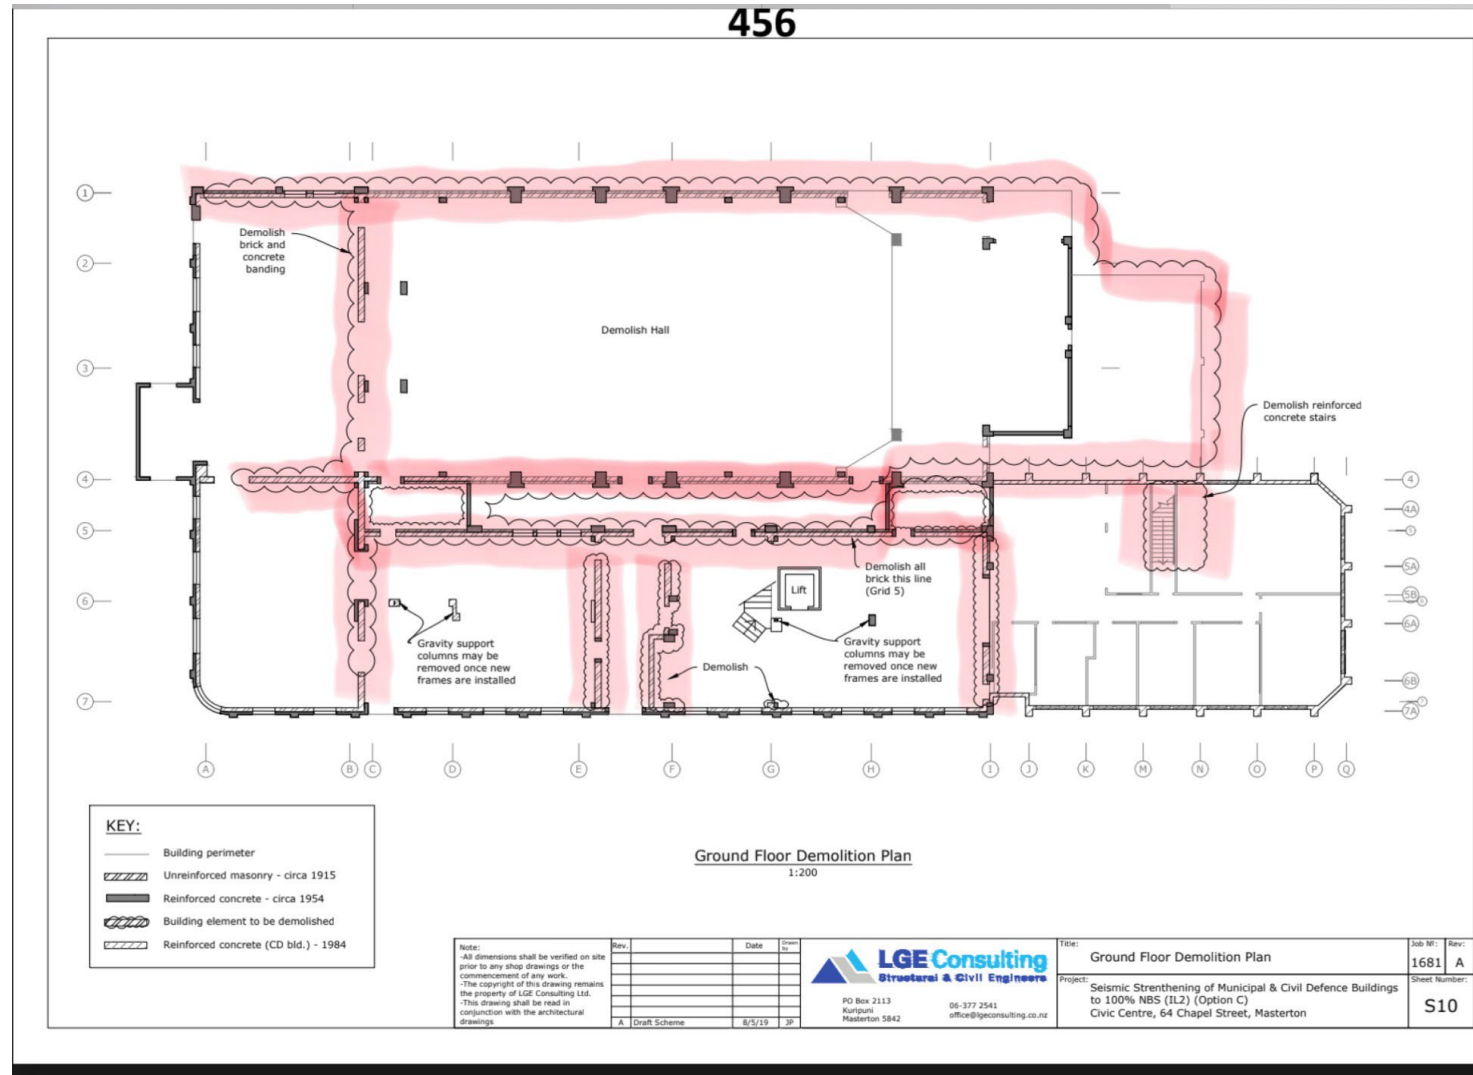 456
1
2
3
4
5
6
7
Demolish
brick and
concrete
banding
Demolish Hall
Demolish reinforced
concrete stairs
4
4A
5A
5B
6A
6B
7A
Demolish all
brick this line
(Grid 5)
Lift
Gravity support
columns may be
removed once new
frames are installed
Demolish
Gravity support
columns may be
removed once new
frames are installed
A B C D E F G H I J K L M N O P Q
KEY:
Building perimeter
Unreinforced masonry - circa 1915
Reinforced concrete - circa 1954
Building element to be demolished
Reinforced concrete (CD bld.) - 1984
Ground Floor Demolition Plan
1:200
Note:
-All dimensions shall be verified on site
prior to any shop drawings or the
commencement of any work.
-The copyright of this drawing remains
the property of LGE Consulting Ltd.
-This drawing shall be read in
conjunction with the architectural
drawings
Rev. Date Drawn by
A Draft Scheme 8/5/19 JP
LGE Consulting
Structural & Civil Engineers
PO Box 2113
Kuripuni
Masterton 5842
06-377 2541
office@lgeconsulting.co.nz
Title:
Ground Floor Demolition Plan
Project:
Seismic Strenthening of Municipal & Civil Defence Buildings
to 100% NBS (IL2) (Option C)
Civic Centre, 64 Chapel Street, Masterton
Job Nº: Rev:
1681 A
Sheet Number:
S10